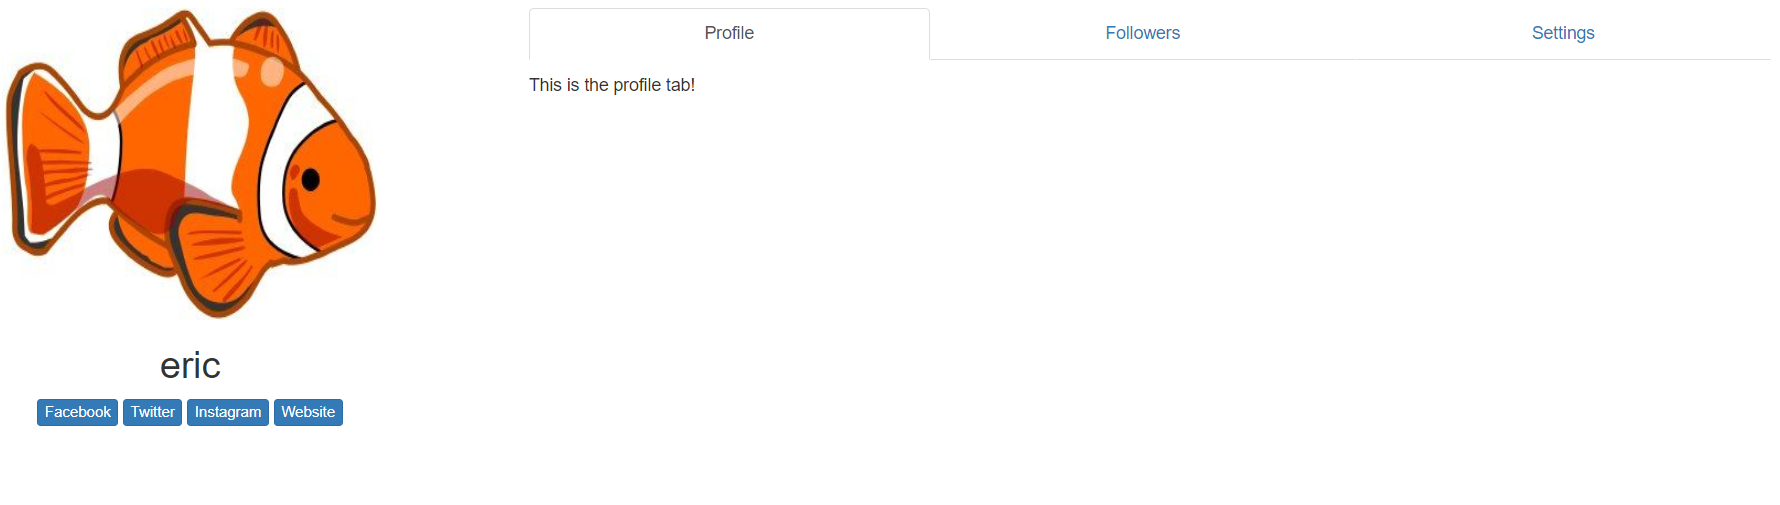 Profile Followers Settings
This is the profile tab!
eric
Facebook Twitter Instagram Website